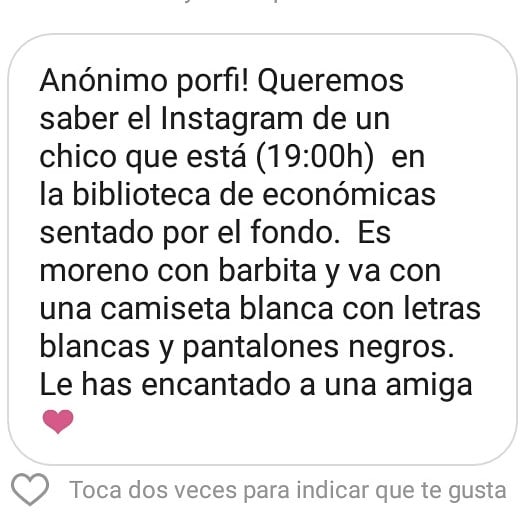 Anónimo porfi! Queremos
saber el Instagram de un
chico que está (19:00h) en
la biblioteca de económicas
sentado por el fondo. Es
moreno con barbita y va con
una camiseta blanca con letras
blancas y pantalones negros.
Le has encantado a una amiga
Toca dos veces para indicar que te gusta